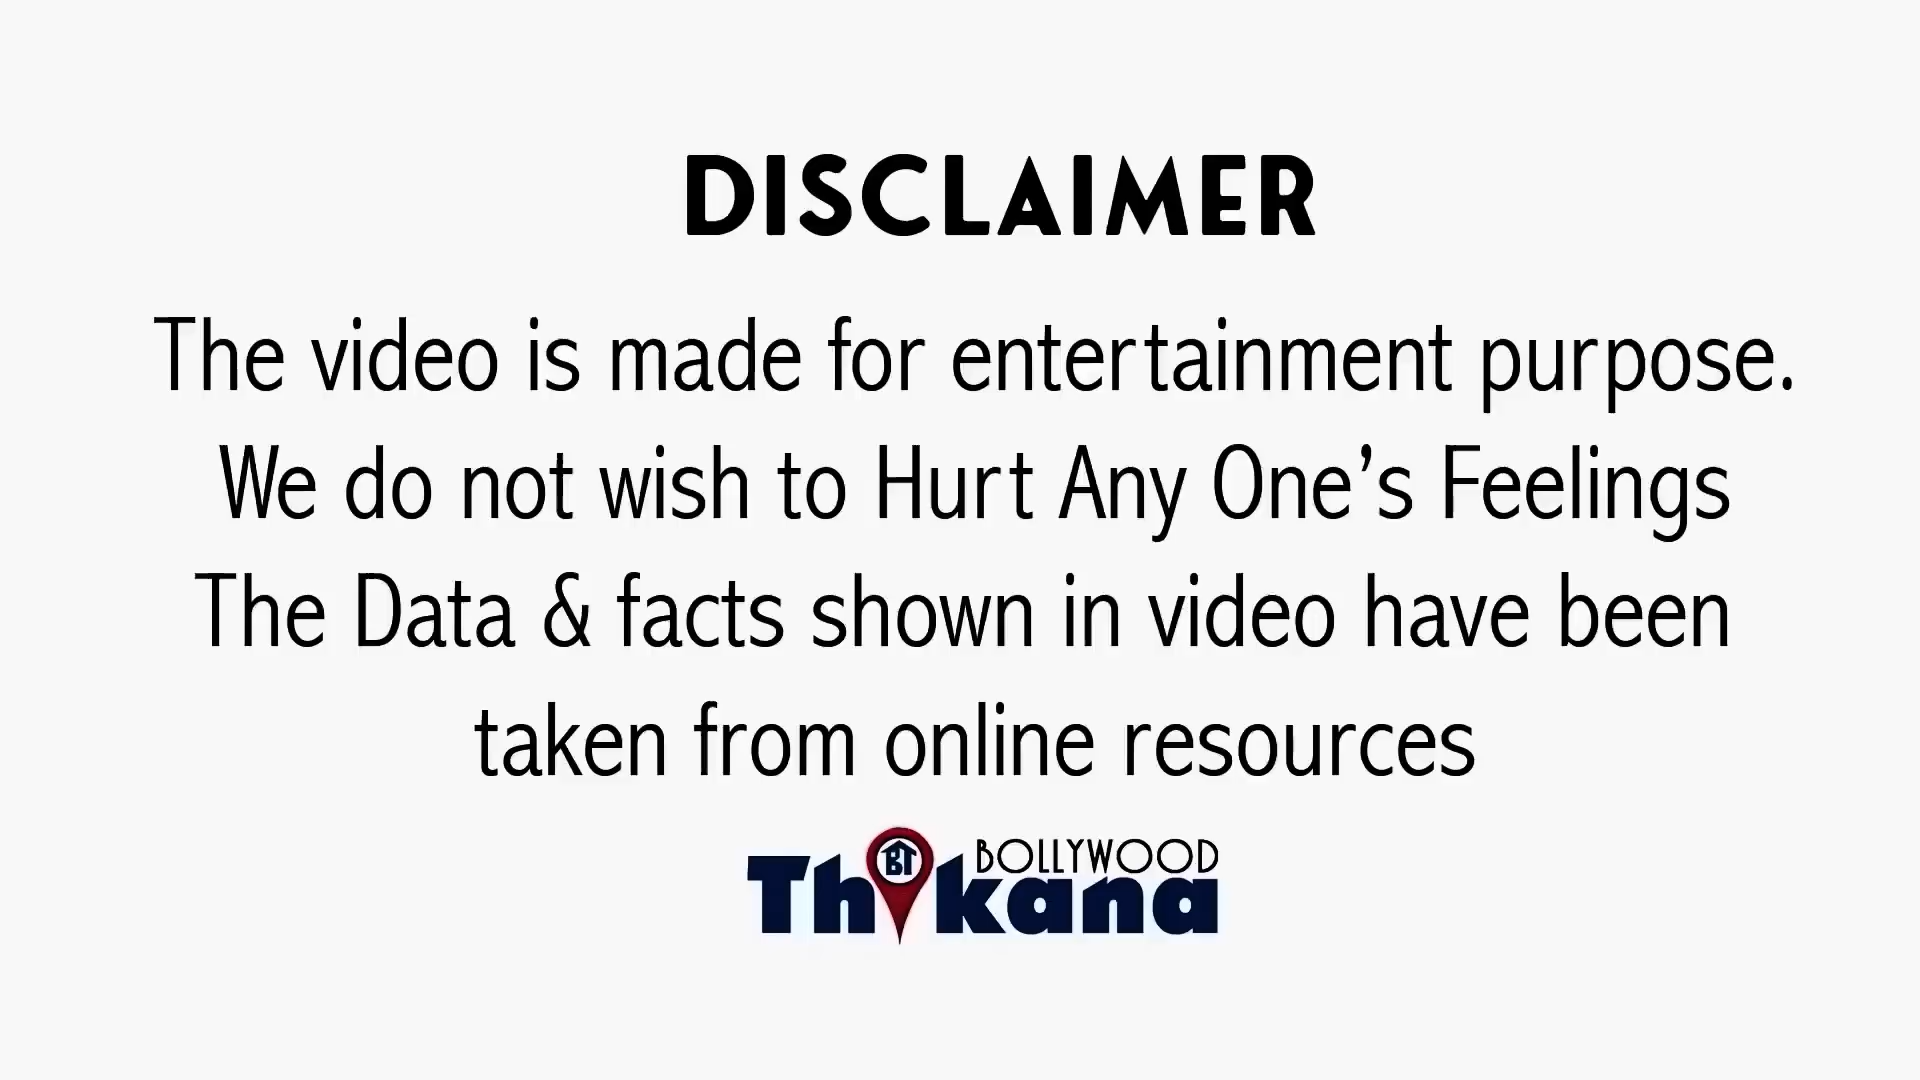 DISCLAIMER
The video is made for entertainment purpose.
We do not wish to Hurt Any One’s Feelings
The Data & facts shown in video have been
taken from online resources
BOLLYWOOD
BT
Thikana